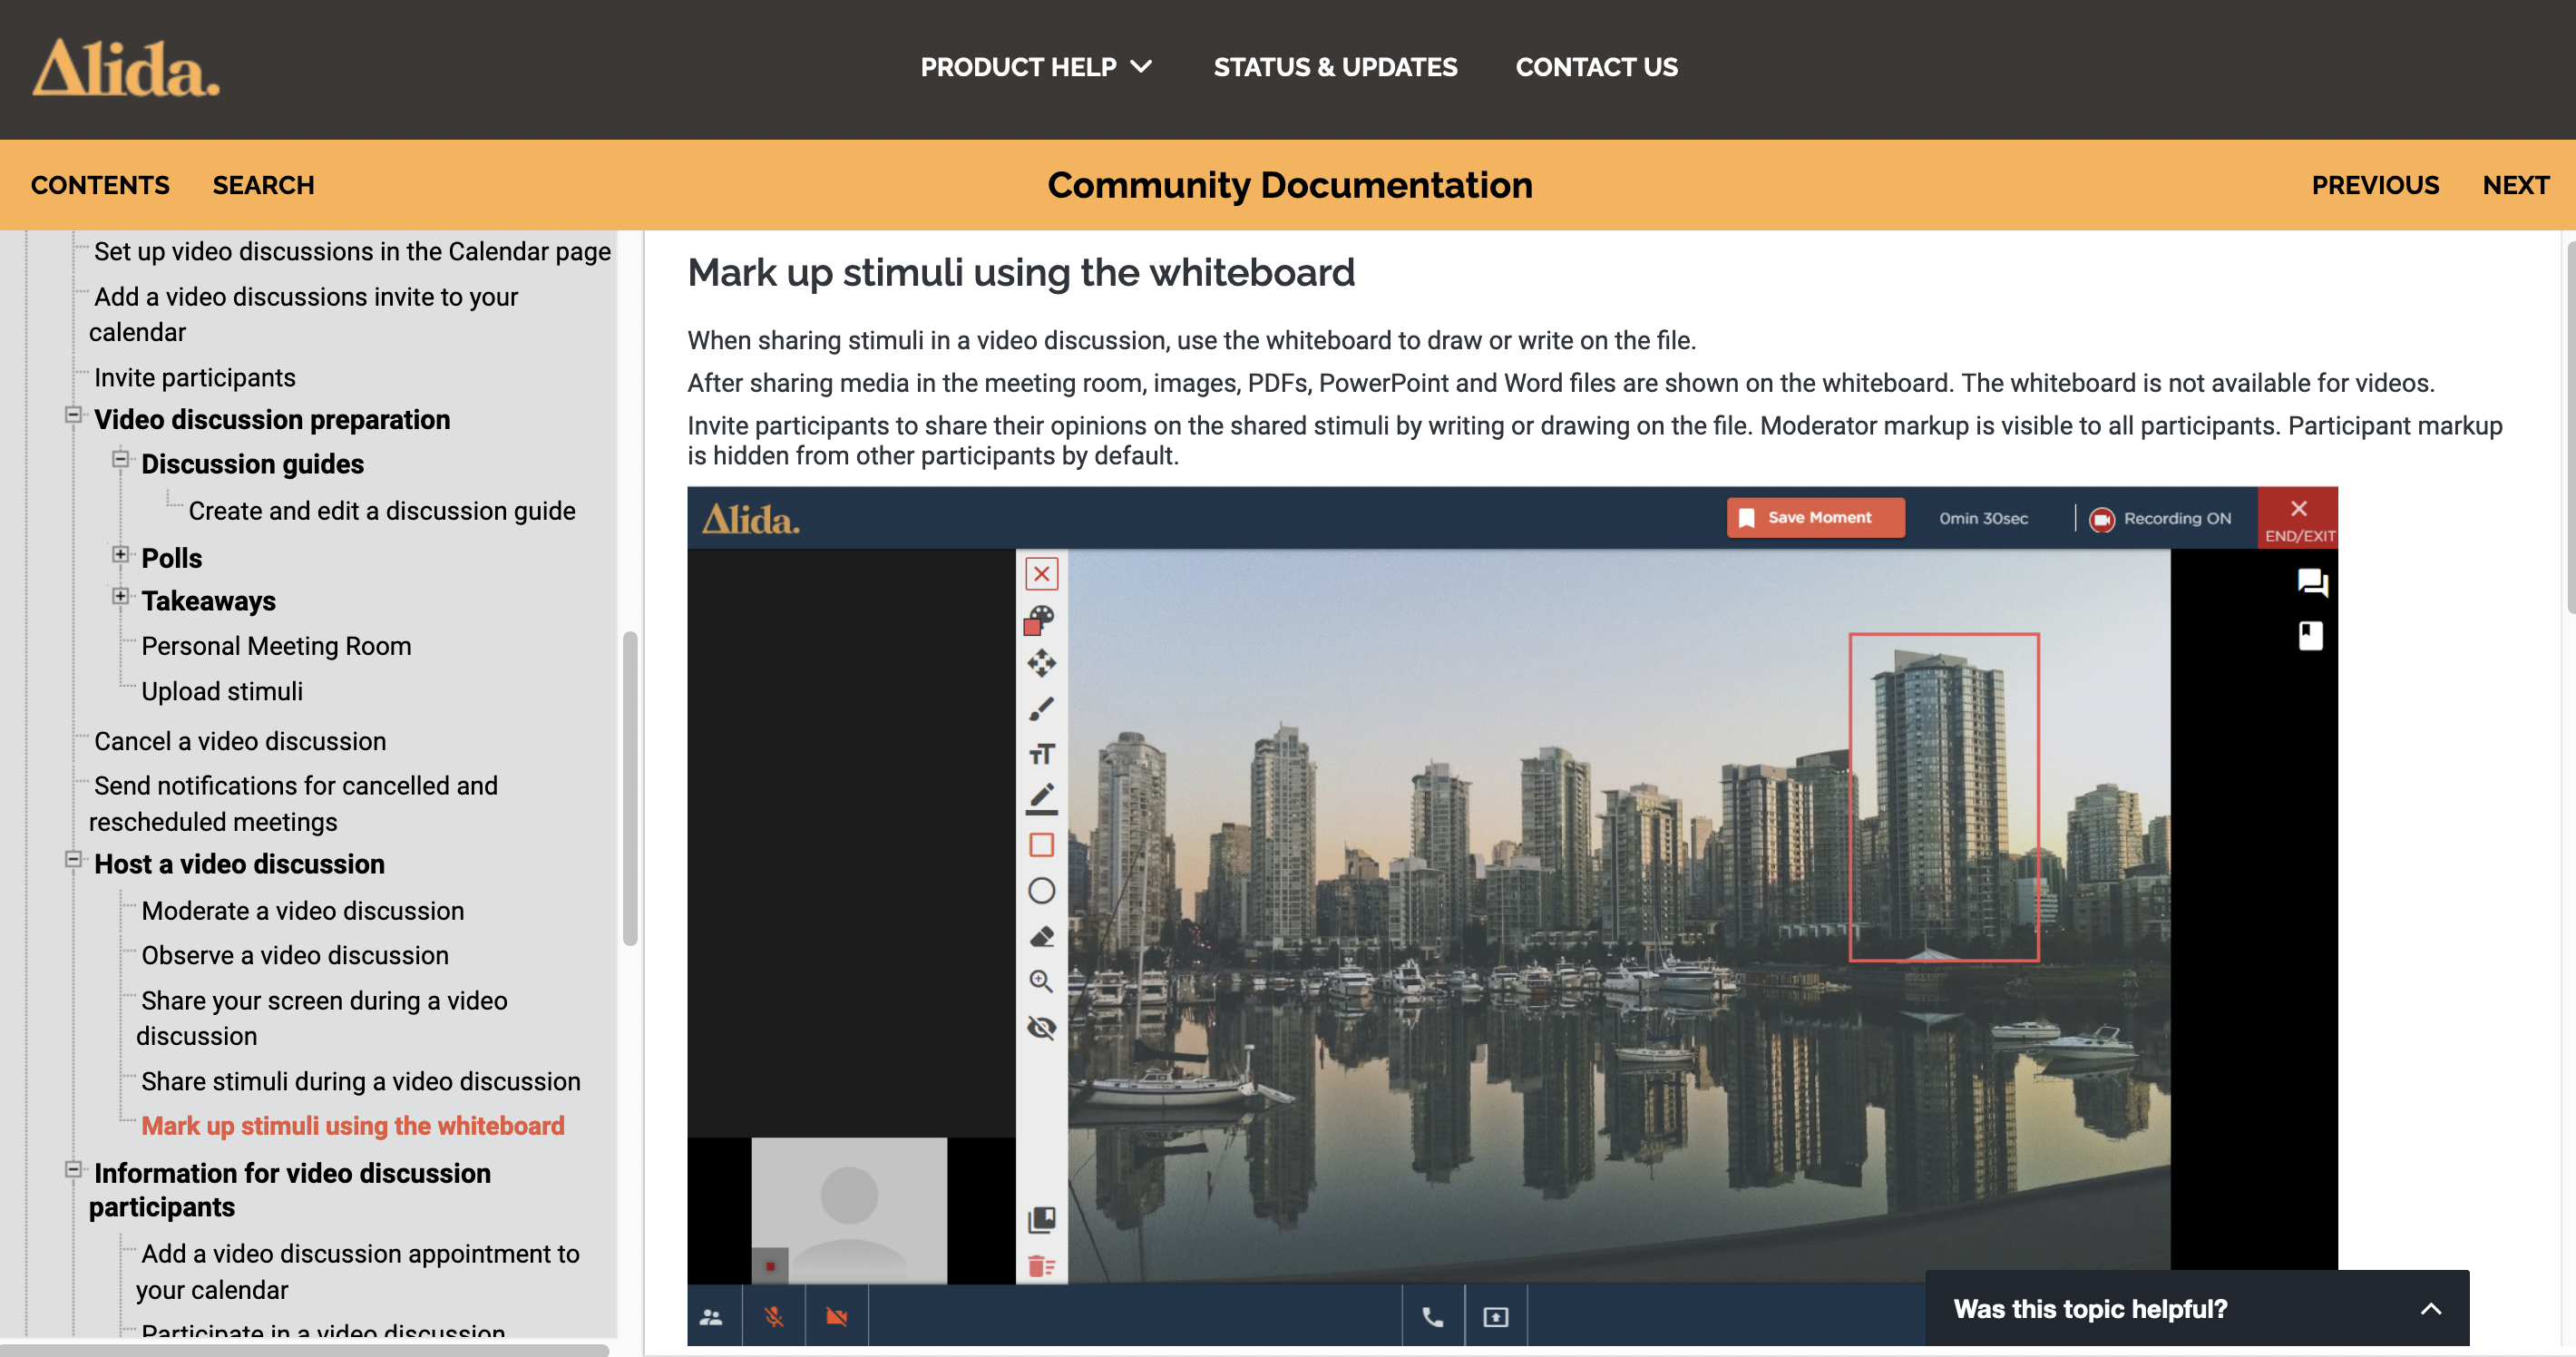 Alida.
PRODUCT HELP
STATUS & UPDATES
CONTACT US
CONTENTS
SEARCH
Community Documentation
PREVIOUS
NEXT
Set up video discussions in the Calendar page
Add a video discussions invite to your
calendar
Invite participants
Video discussion preparation
Discussion guides
Create and edit a discussion guide
Polls
Takeaways
Personal Meeting Room
Upload stimuli
Cancel a video discussion
Send notifications for cancelled and
rescheduled meetings
Host a video discussion
Moderate a video discussion
Observe a video discussion
Share your screen during a video
discussion
Share stimuli during a video discussion
Mark up stimuli using the whiteboard
Information for video discussion
participants
Add a video discussion appointment to
your calendar
Participate in a video discussion
Mark up stimuli using the whiteboard
When sharing stimuli in a video discussion, use the whiteboard to draw or write on the file.
After sharing media in the meeting room, images, PDFs, PowerPoint and Word files are shown on the whiteboard. The whiteboard is not available for videos.
Invite participants to share their opinions on the shared stimuli by writing or drawing on the file. Moderator markup is visible to all participants. Participant markup
is hidden from other participants by default.
Alida.
Save Moment
0min 30sec
Recording ON
END/EXIT
Was this topic helpful?